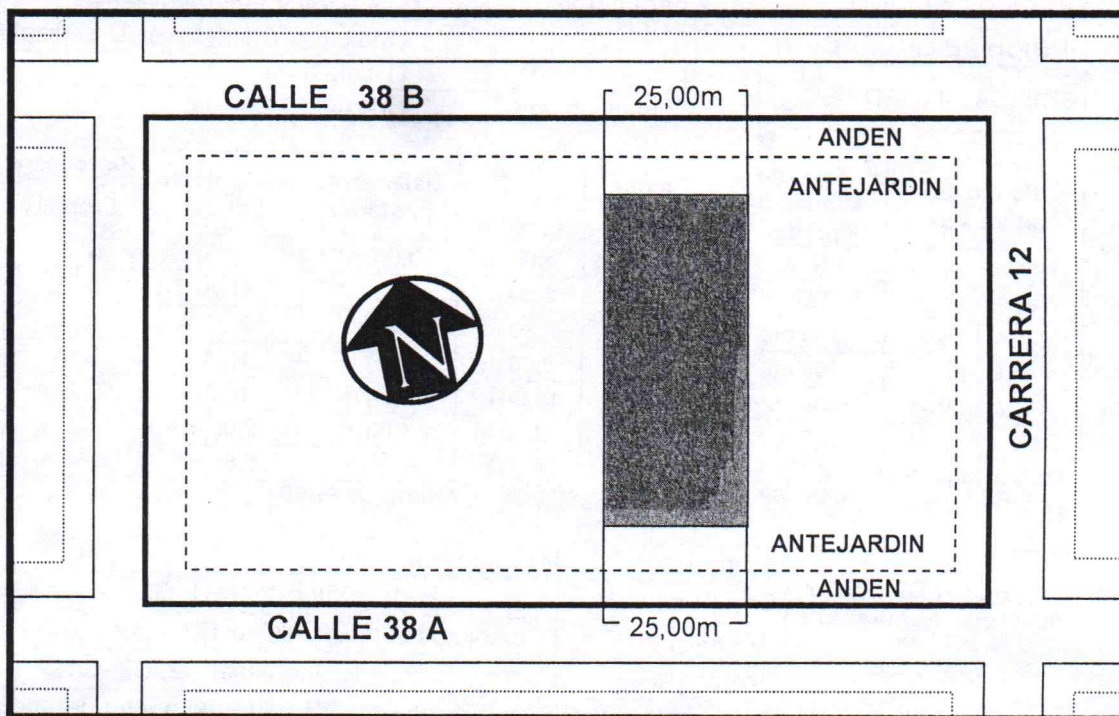 CALLE 38 B
25,00m
ANDEN
ANTEJARDIN
N
CARRERA 12
ANTEJARDIN
ANDEN
CALLE 38 A
25,00m